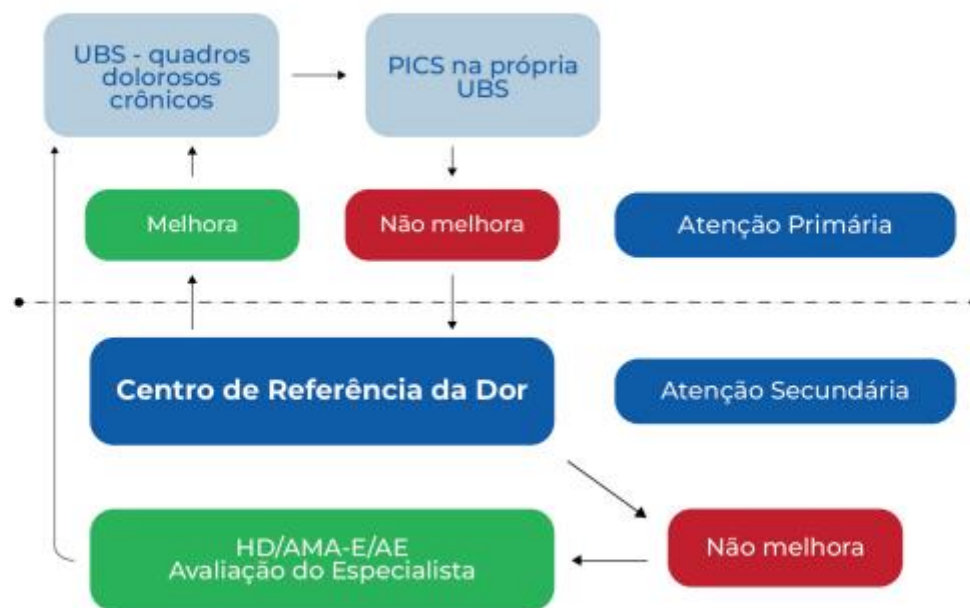 UBS - quadros
dolorosos
crônicos
PICS na própria
UBS
Melhora
Não melhora
Atenção Primária
Centro de Referência da Dor
Atenção Secundária
HD/AMA-E/AE
Avaliação do Especialista
Não melhora